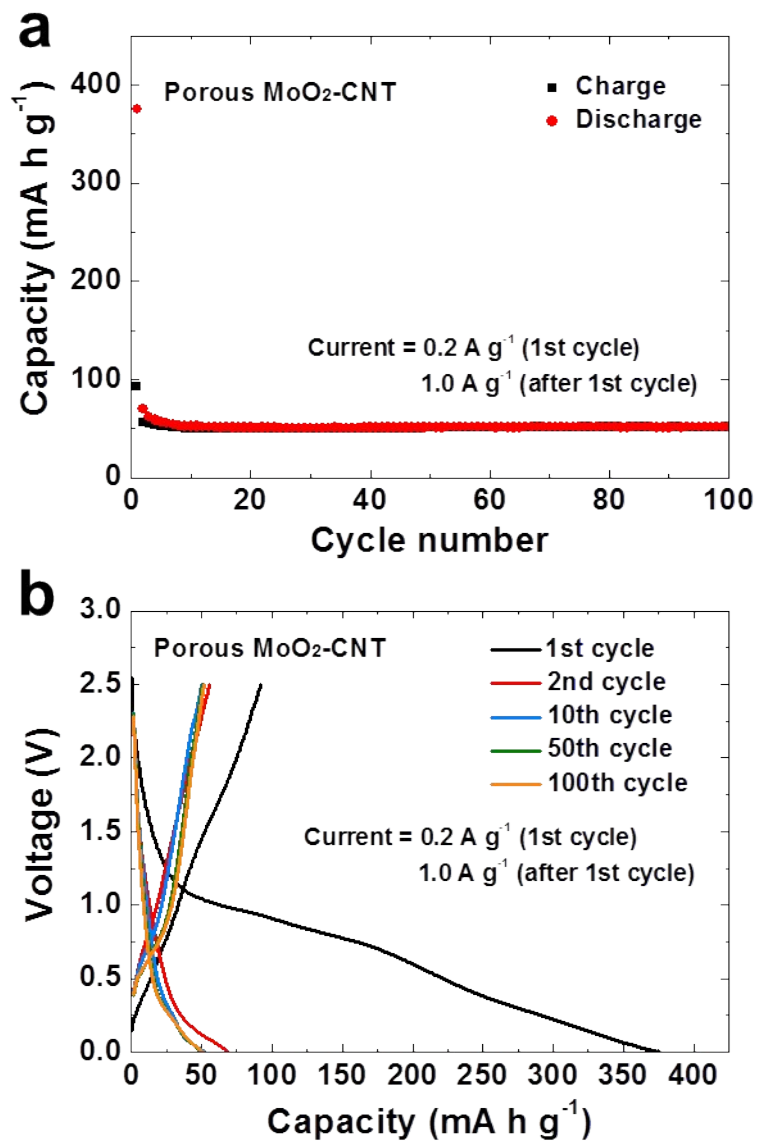 a
Porous MoO₂-CNT
Charge
Discharge
Capacity (mA h g⁻¹)
400
300
200
100
0
Current = 0.2 A g⁻¹ (1st cycle)
1.0 A g⁻¹ (after 1st cycle)
0 20 40 60 80 100
Cycle number
b
Porous MoO₂-CNT
1st cycle
2nd cycle
10th cycle
50th cycle
100th cycle
Voltage (V)
3.0
2.5
2.0
1.5
1.0
0.5
0.0
Current = 0.2 A g⁻¹ (1st cycle)
1.0 A g⁻¹ (after 1st cycle)
0 50 100 150 200 250 300 350 400
Capacity (mA h g⁻¹)